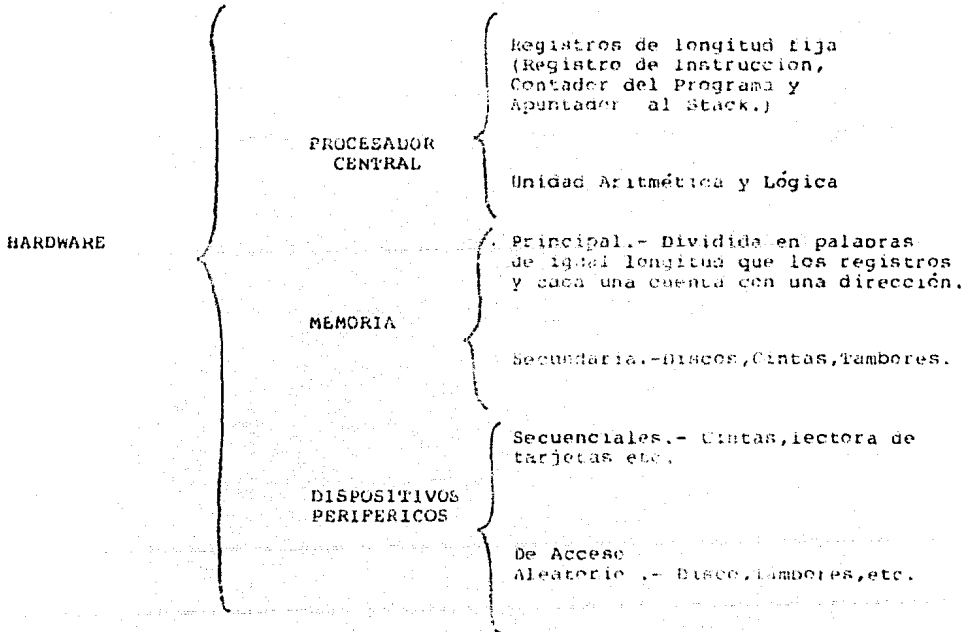 Registros de longitud fija
(Registro de Instruccion,
Contador del Programa y
Apuntador al Stack.)
PROCESADOR
CENTRAL
Unidad Aritmética y Lógica
HARDWARE
Principal.- Dividida en palabras
de igual longitud que los registros
y cada una cuenta con una dirección.
MEMORIA
Secundaria.-Discos,Cintas,Tambores.
Secuenciales.- Cintas,lectora de
tarjetas etc.
DISPOSITIVOS
PERIFERICOS
De Acceso
Aleatorio .- Disco,Tambores,etc.